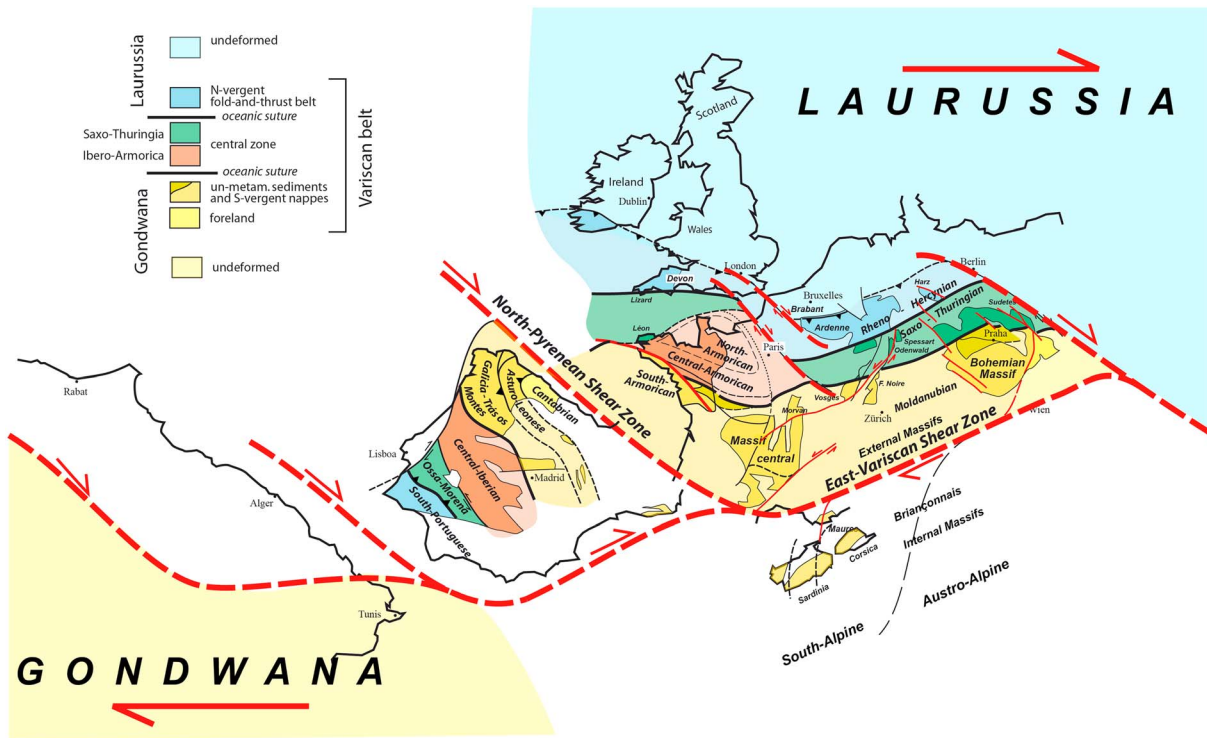 Laurussia
undeformed
N-vergent
fold-and-thrust belt
oceanic suture
Saxo-Thuringia
central zone
Ibero-Armorica
oceanic suture
Gondwana
un-metam. sediments
and S-vergent nappes
foreland
undeformed
Variscan belt
LAURUSSIA
Scotland
Ireland
Dublin
Wales
London
Devon
Lizard
Bruxelles
Brabant
Ardenne
Rheno
Hercynian
Harz
Berlin
Saxo - Thuringian
Sudetes
Spessart
Odenwald
Praha
Bohemian
Massif
Léon
North-
Armorican
Central-Armorican
Paris
South-
Armorican
Vosges
F. Noire
Morvan
Zürich
Moldanubian
Wien
Massif
central
External Massifs
East-Variscan Shear Zone
North-Pyrenean Shear Zone
Cantabrian
Asturo-Leonese
Galicia - Trás os
Montes
Central-Iberian
Madrid
Lisboa
Ossa-Morena
South-Portuguese
Rabat
Alger
Tunis
Maures
Corsica
Sardinia
Briançonnais
Internal Massifs
Austro-Alpine
South-Alpine
GONDWANA